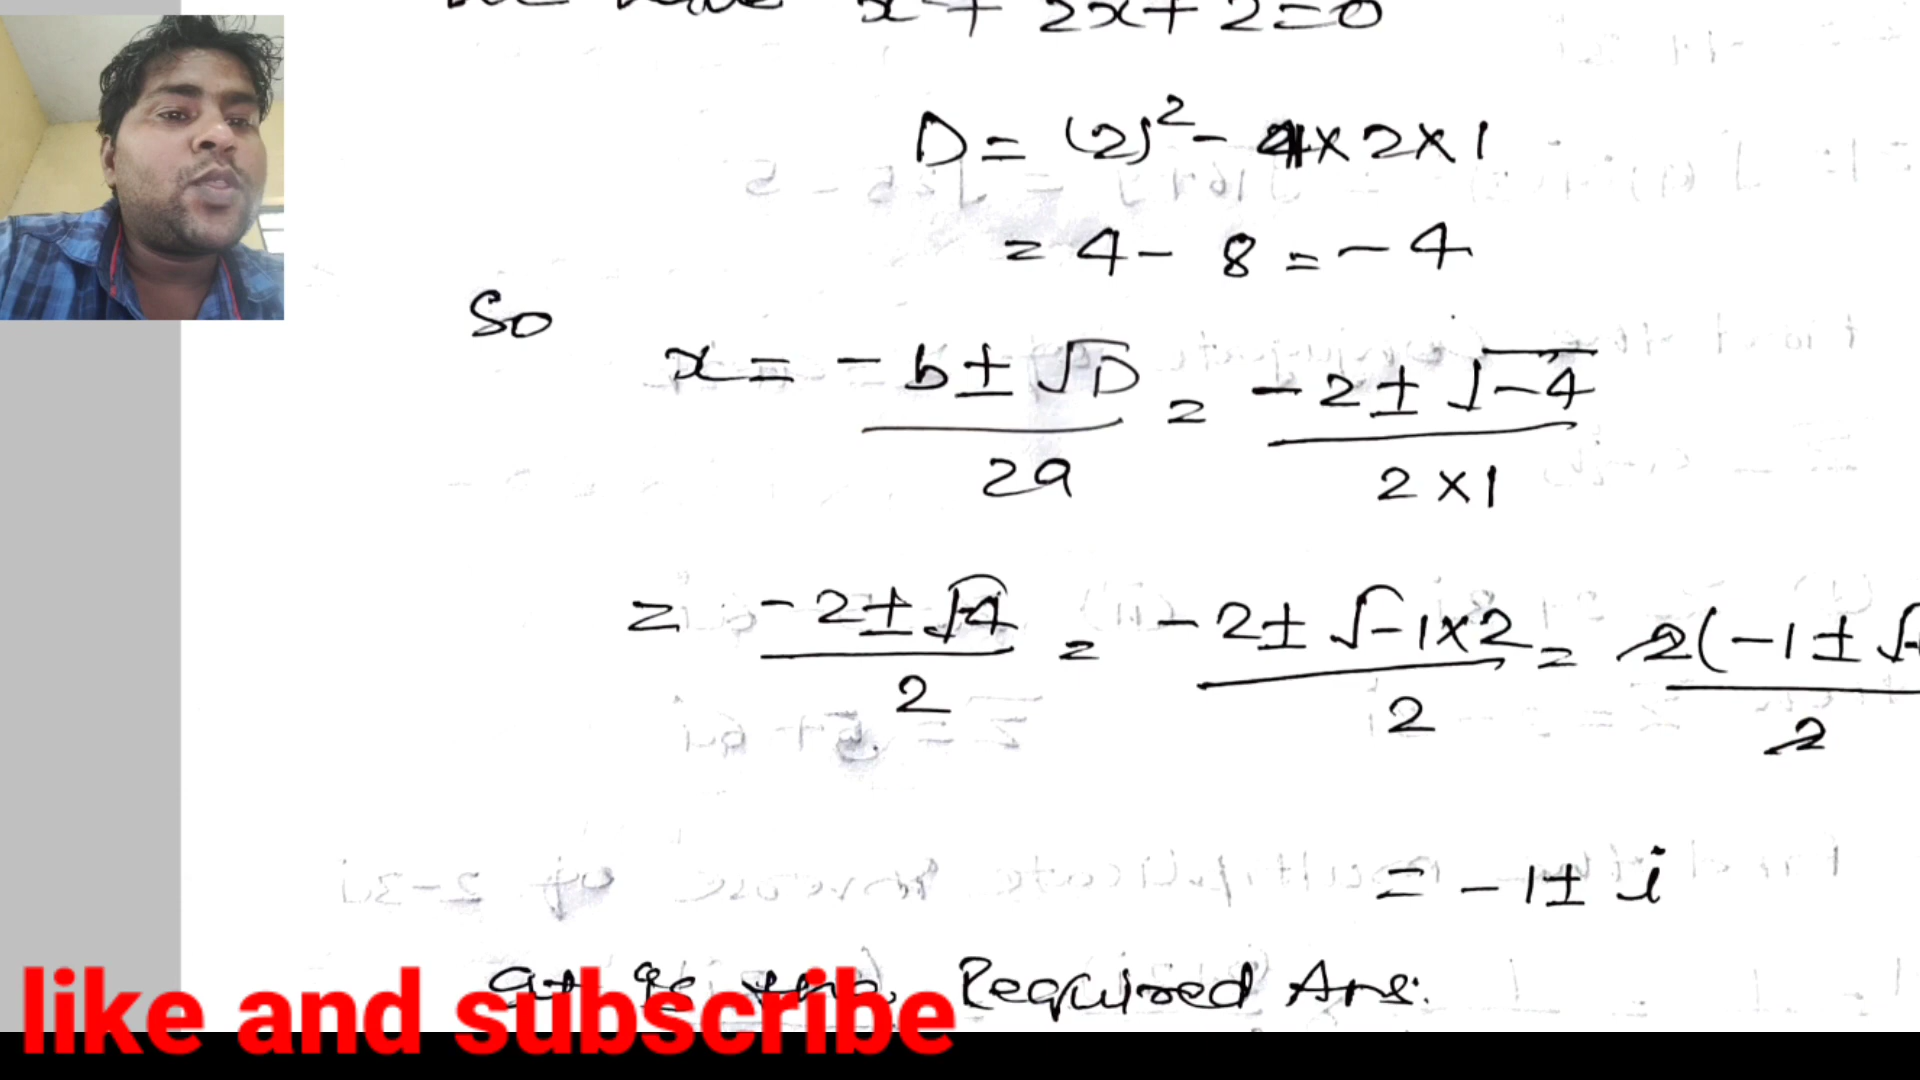 x + 2x + 2 = 0
D = (2)² - 4 × 2 × 1
= 4 - 8 = - 4
So
x = - b ± √D / 2a = - 2 ± √-4 / 2 × 1
= - 2 ± √-4 / 2 = - 2 ± √-1 × 2 / 2 = 2(-1 ± √- / 2
= - 1 ± i
Required Ans.
like and subscribe